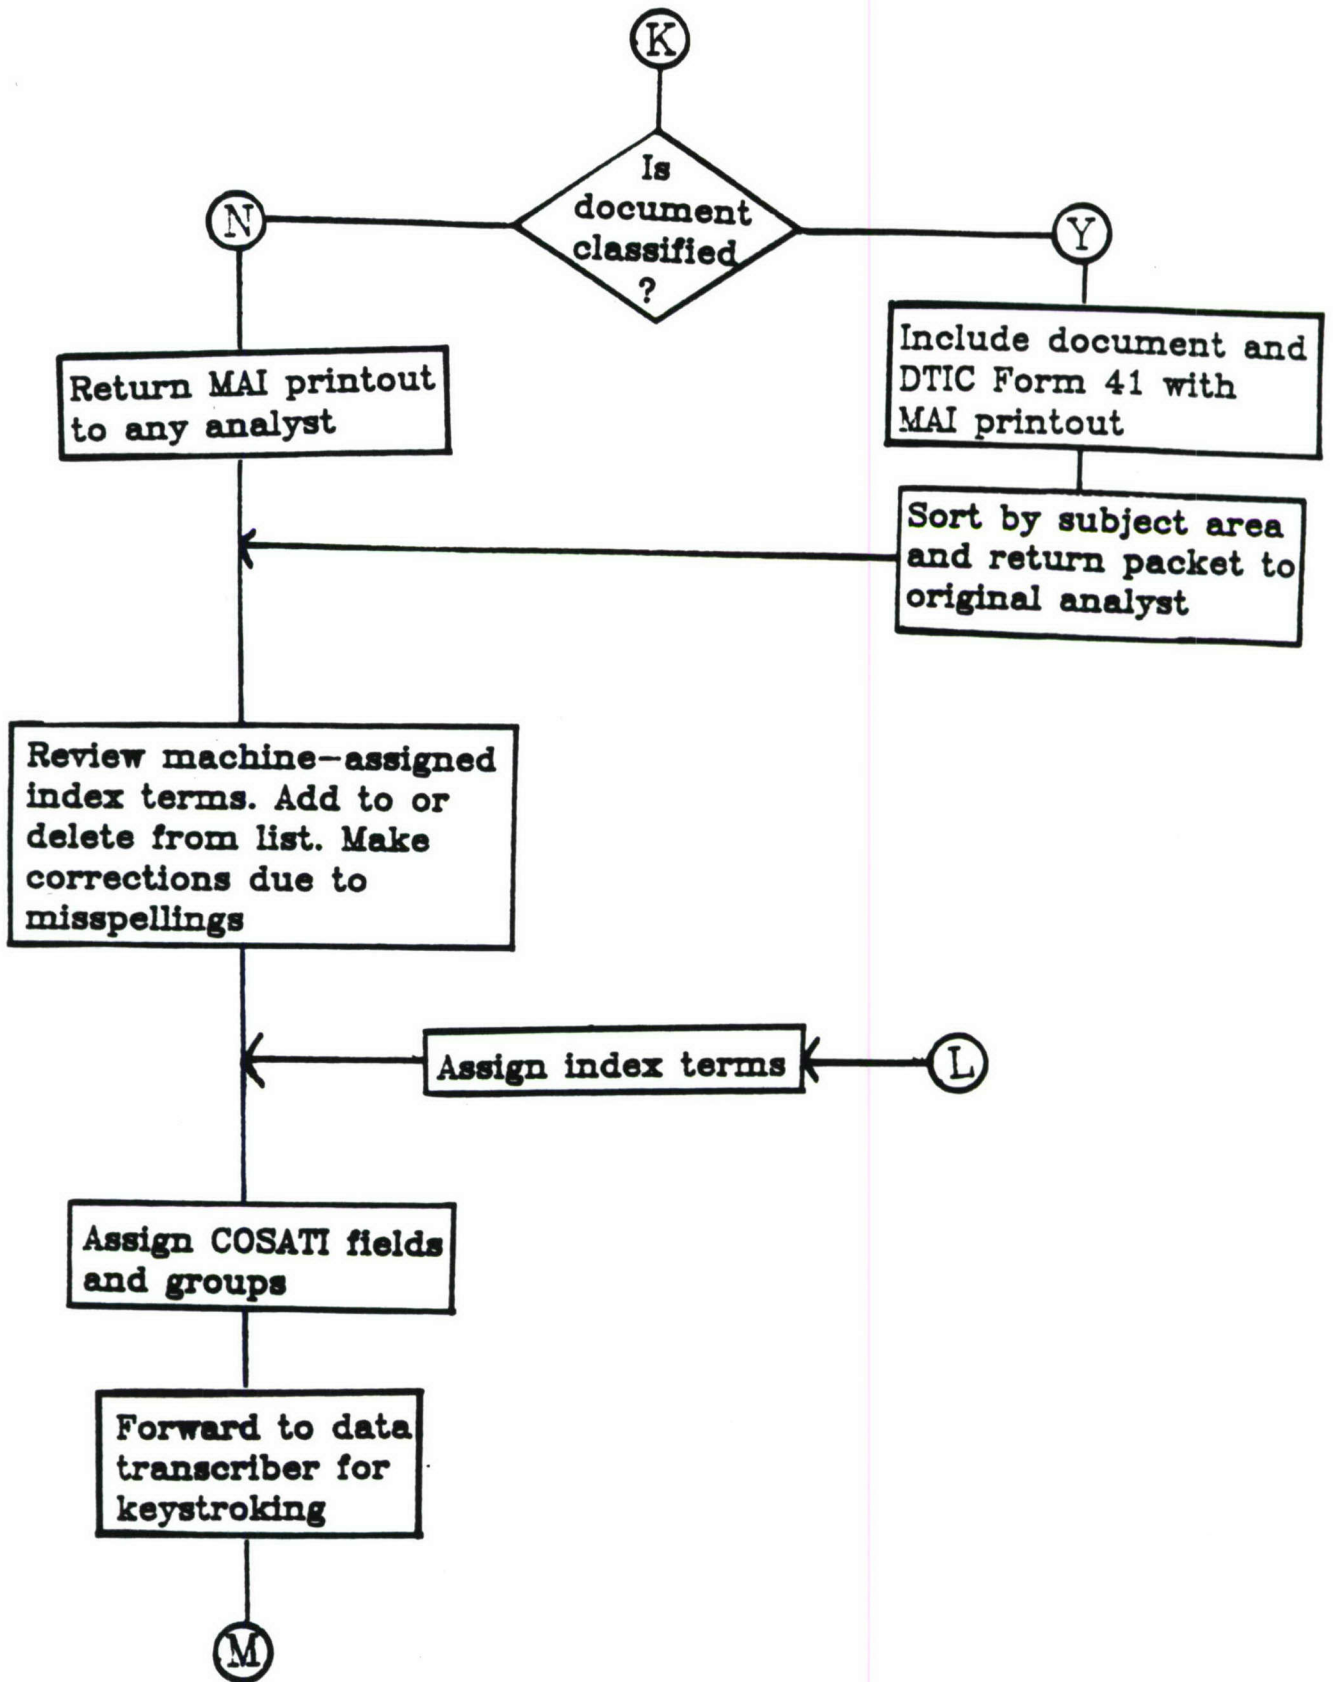 K
Is
document
classified
?
N
Y
Return MAI printout
to any analyst
Include document and
DTIC Form 41 with
MAI printout
Sort by subject area
and return packet to
original analyst
Review machine-assigned
index terms. Add to or
delete from list. Make
corrections due to
misspellings
Assign index terms
L
Assign COSATI fields
and groups
Forward to data
transcriber for
keystroking
M